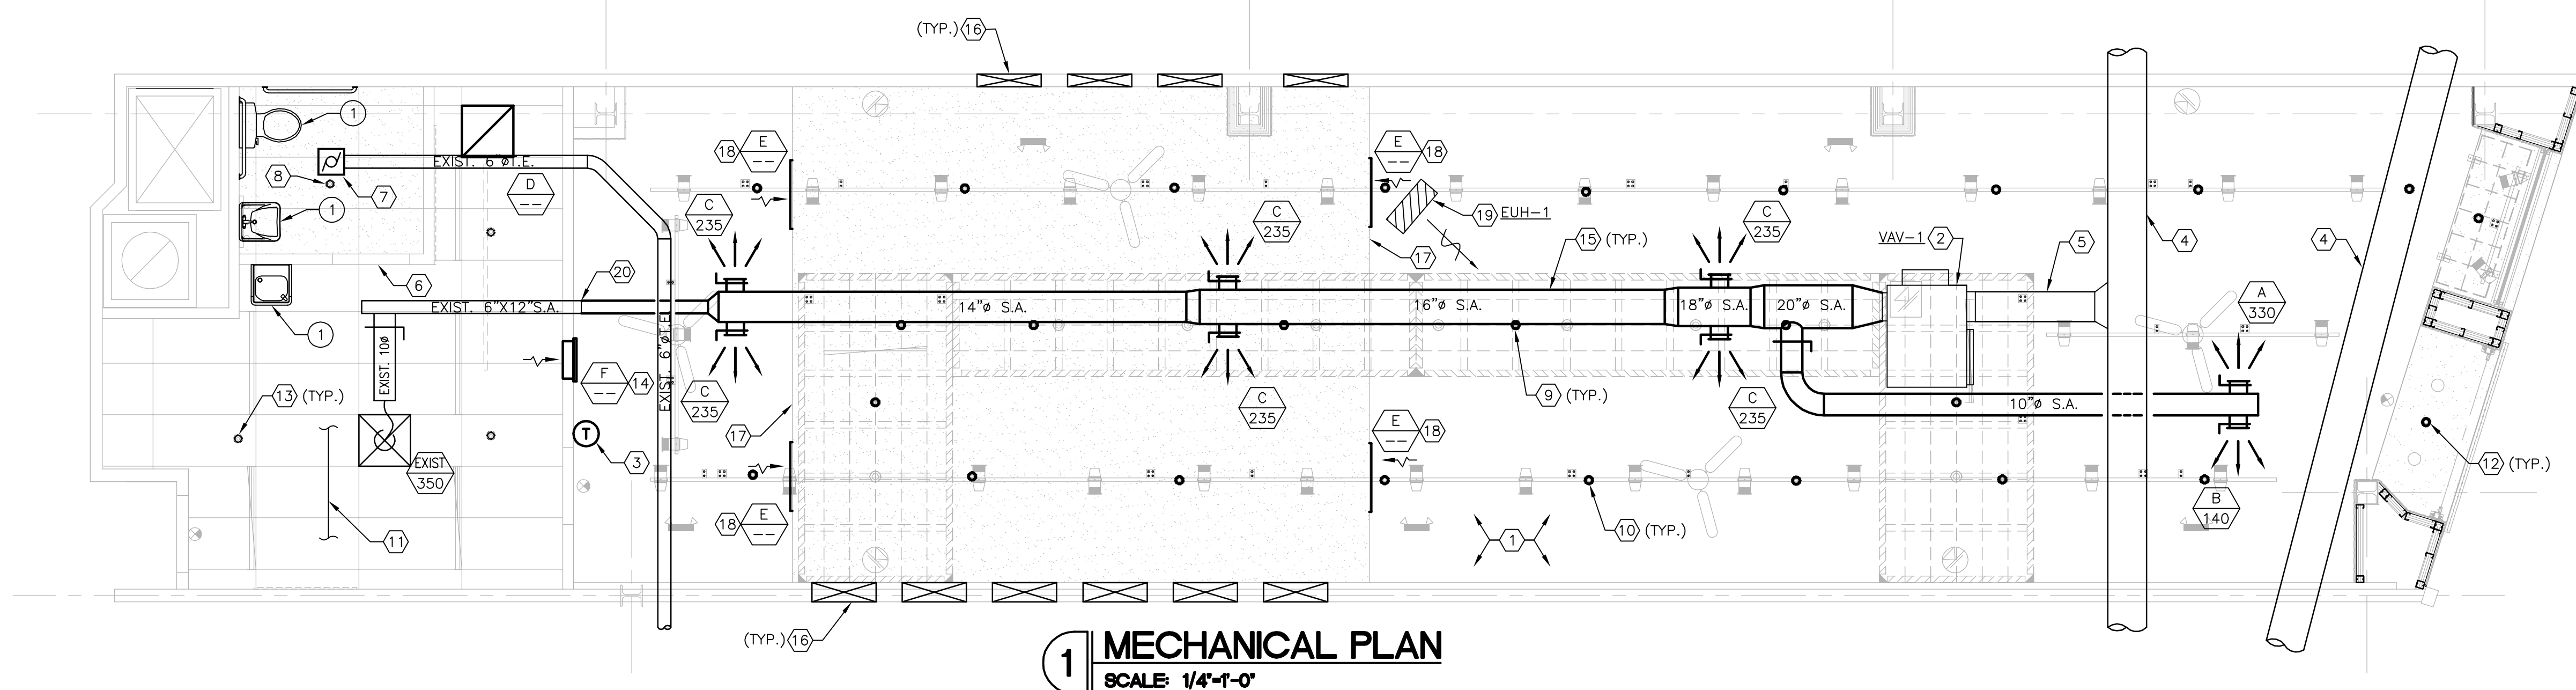 (TYP.) 16
1
8
7
EXIST. 6"ØT.E.
D
--
1
6
1
20
EXIST. 6"X12"S.A.
EXIST. 10ø
13 (TYP.)
EXIST
350
11
F
--
14
T
3
EXIST. 6"ØT.E.
18
E
--
C
235
C
235
14"ø S.A.
17
18
E
--
C
235
C
235
E
--
18
19 EUH-1
17
15 (TYP.)
16"ø S.A.
9 (TYP.)
E
--
18
C
235
18"ø S.A.
20"ø S.A.
C
235
VAV-1 2
5
4
4
A
330
10"ø S.A.
B
140
10 (TYP.)
1
12 (TYP.)
(TYP.) 16
1 MECHANICAL PLAN
SCALE: 1/4"=1'-0"